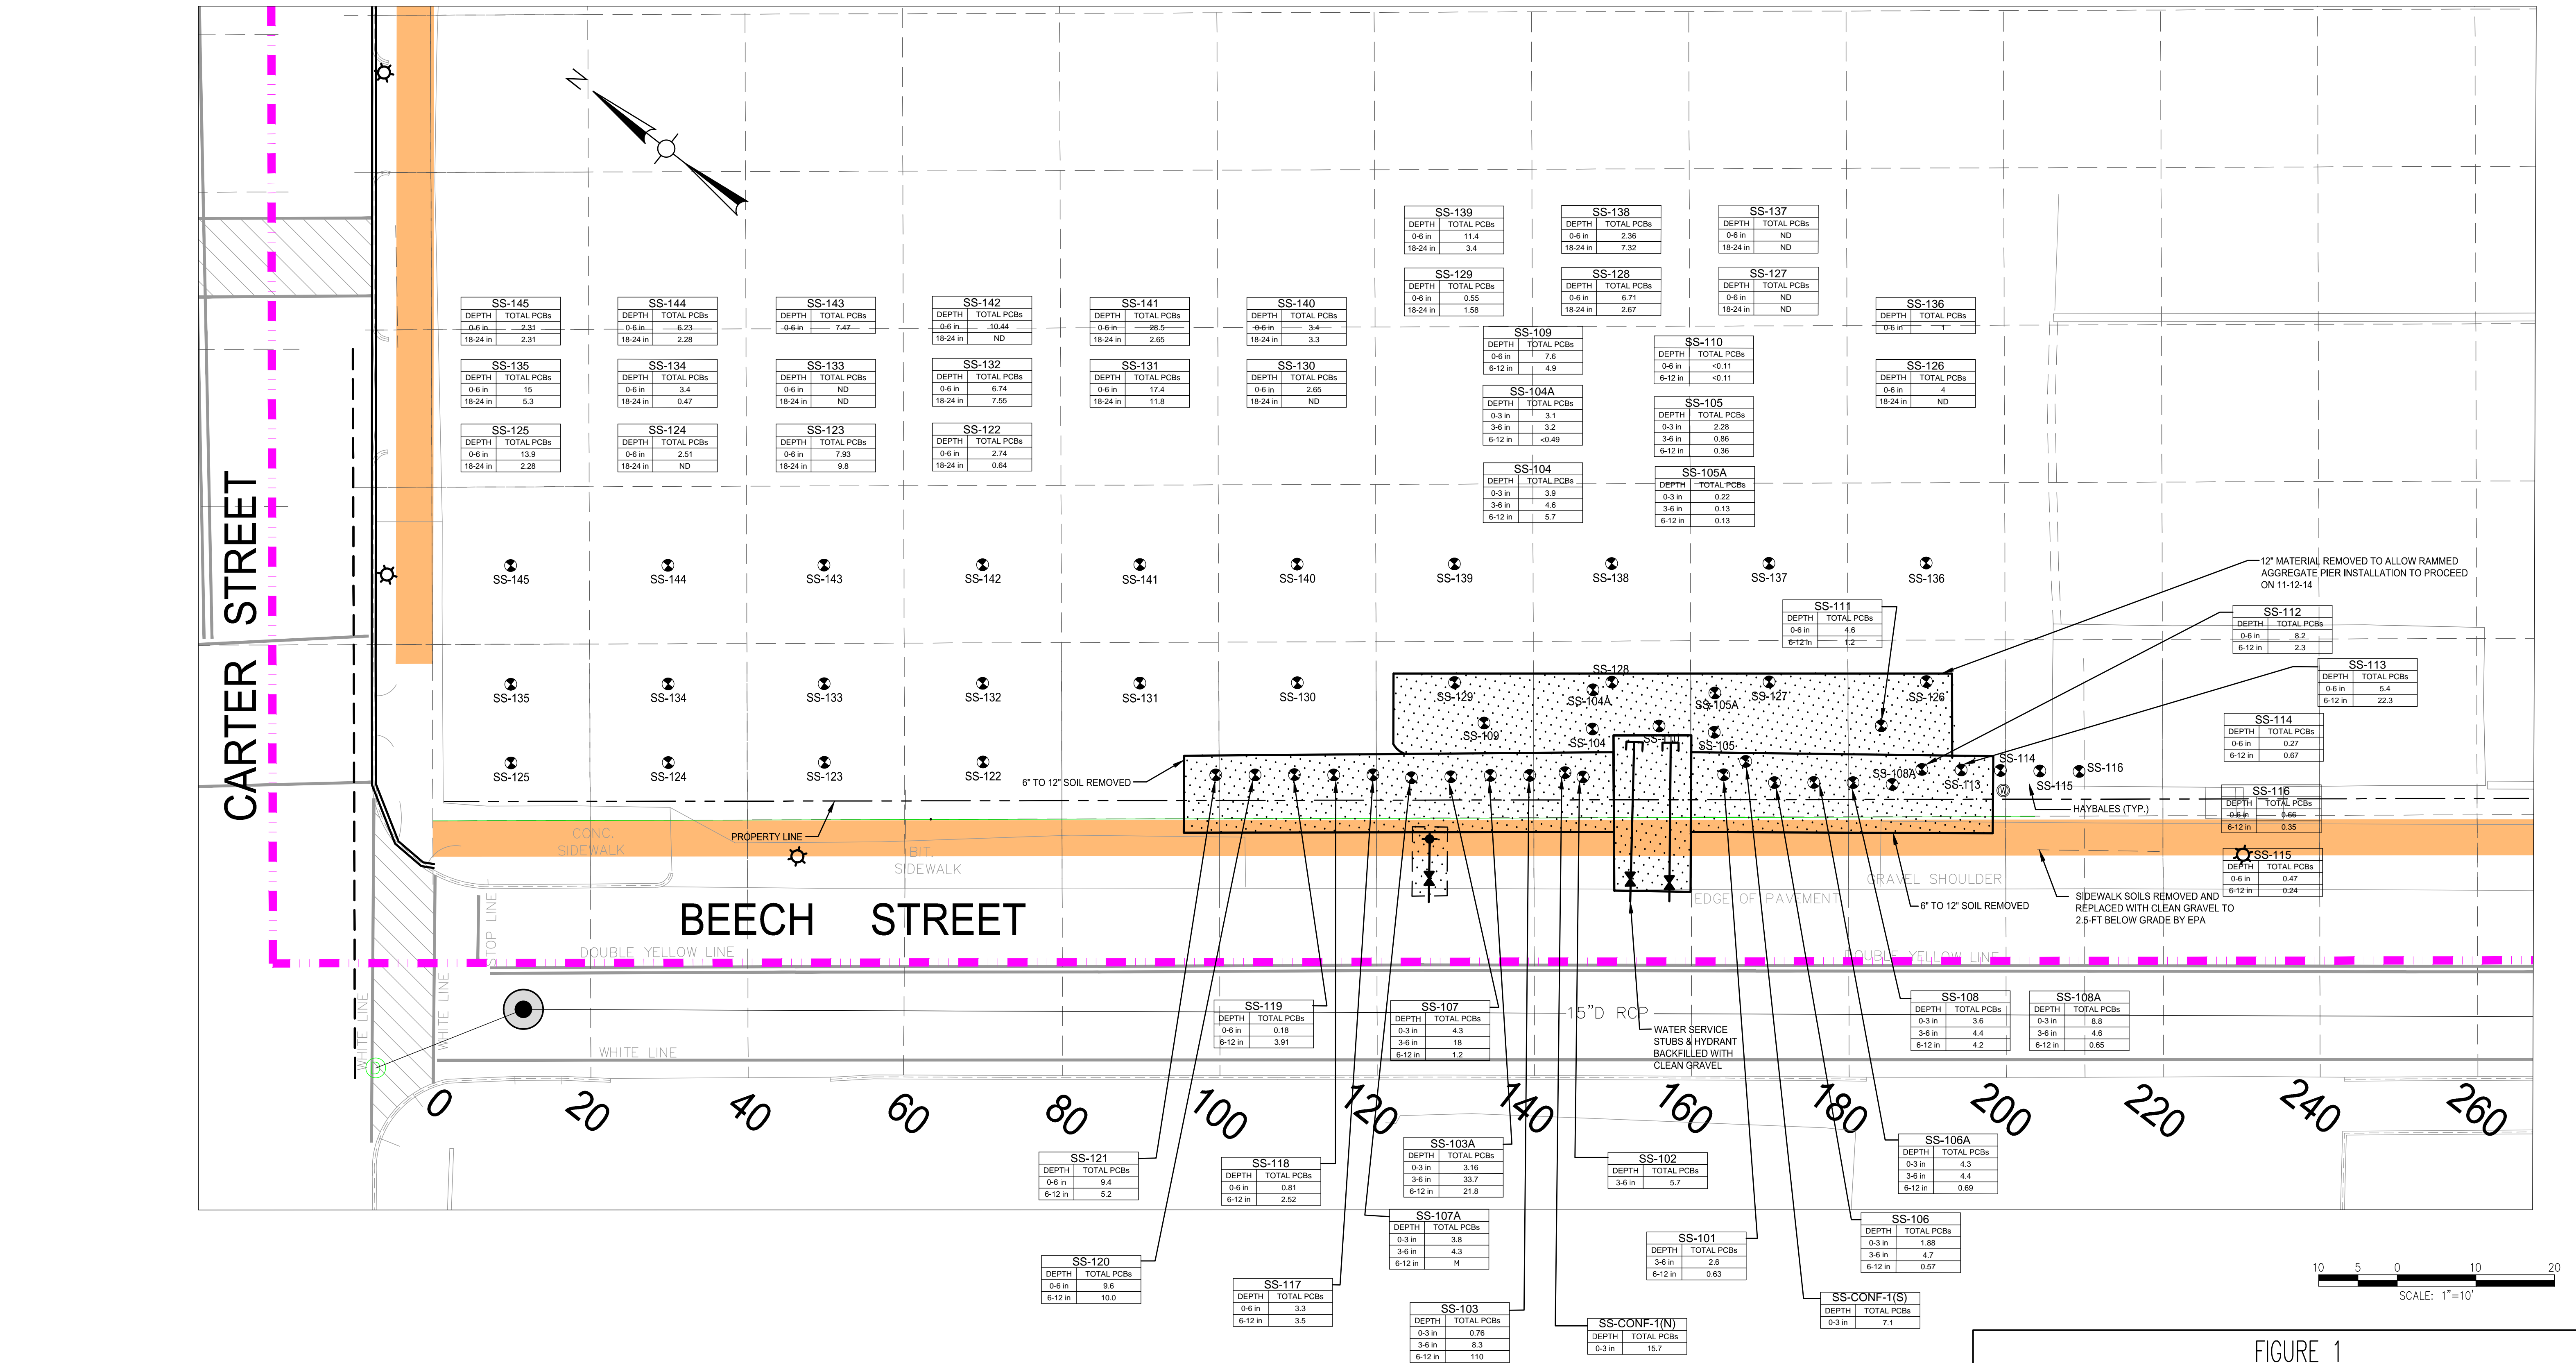 N
SS-139
DEPTH TOTAL PCBs
0-6 in 11.4
18-24 in 3.4
SS-138
DEPTH TOTAL PCBs
0-6 in 2.36
18-24 in 7.32
SS-137
DEPTH TOTAL PCBs
0-6 in ND
18-24 in ND
SS-129
DEPTH TOTAL PCBs
0-6 in 0.55
18-24 in 1.58
SS-128
DEPTH TOTAL PCBs
0-6 in 6.71
18-24 in 2.67
SS-127
DEPTH TOTAL PCBs
0-6 in ND
18-24 in ND
SS-145
DEPTH TOTAL PCBs
0-6 in 2.31
18-24 in 2.31
SS-144
DEPTH TOTAL PCBs
0-6 in 6.23
18-24 in 2.28
SS-143
DEPTH TOTAL PCBs
0-6 in 7.47
SS-142
DEPTH TOTAL PCBs
0-6 in 10.44
18-24 in ND
SS-141
DEPTH TOTAL PCBs
0-6 in 28.5
18-24 in 2.65
SS-140
DEPTH TOTAL PCBs
0-6 in 3.4
18-24 in 3.3
SS-136
DEPTH TOTAL PCBs
0-6 in 1
SS-109
DEPTH TOTAL PCBs
0-6 in 7.6
6-12 in 4.9
SS-110
DEPTH TOTAL PCBs
0-6 in <0.11
6-12 in <0.11
SS-135
DEPTH TOTAL PCBs
0-6 in 15
18-24 in 5.3
SS-134
DEPTH TOTAL PCBs
0-6 in 3.4
18-24 in 0.47
SS-133
DEPTH TOTAL PCBs
0-6 in ND
18-24 in ND
SS-132
DEPTH TOTAL PCBs
0-6 in 6.74
18-24 in 7.55
SS-131
DEPTH TOTAL PCBs
0-6 in 17.4
18-24 in 11.8
SS-130
DEPTH TOTAL PCBs
0-6 in 2.65
18-24 in ND
SS-126
DEPTH TOTAL PCBs
0-6 in 4
18-24 in ND
SS-104A
DEPTH TOTAL PCBs
0-3 in 3.1
3-6 in 3.2
6-12 in <0.49
SS-105
DEPTH TOTAL PCBs
0-3 in 2.28
3-6 in 0.86
6-12 in 0.36
SS-125
DEPTH TOTAL PCBs
0-6 in 13.9
18-24 in 2.28
SS-124
DEPTH TOTAL PCBs
0-6 in 2.51
18-24 in ND
SS-123
DEPTH TOTAL PCBs
0-6 in 7.93
18-24 in 9.8
SS-122
DEPTH TOTAL PCBs
0-6 in 2.74
18-24 in 0.64
SS-104
DEPTH TOTAL PCBs
0-3 in 3.9
3-6 in 4.6
6-12 in 5.7
SS-105A
DEPTH TOTAL PCBs
0-3 in 0.22
3-6 in 0.13
6-12 in 0.13
CARTER STREET
SS-145 SS-144 SS-143 SS-142 SS-141 SS-140 SS-139 SS-138 SS-137 SS-136
12" MATERIAL REMOVED TO ALLOW RAMMED
AGGREGATE PIER INSTALLATION TO PROCEED
ON 11-12-14
SS-111
DEPTH TOTAL PCBs
0-6 in 4.6
6-12 in 1.2
SS-112
DEPTH TOTAL PCBs
0-6 in 8.2
6-12 in 2.3
SS-113
DEPTH TOTAL PCBs
0-6 in 5.4
6-12 in 22.3
SS-128
SS-135 SS-134 SS-133 SS-132 SS-131 SS-130 SS-129 SS-104A SS-105A SS-127 SS-126
SS-109 SS-104 SS-110 SS-105
SS-114
DEPTH TOTAL PCBs
0-6 in 0.27
6-12 in 0.67
SS-125 SS-124 SS-123 SS-122
6" TO 12" SOIL REMOVED
SS-108A SS-113 SS-114 SS-115 SS-116
W
HAYBALES (TYP.)
SS-116
DEPTH TOTAL PCBs
0-6 in 0.66
6-12 in 0.35
PROPERTY LINE
CONC.
SIDEWALK
BIT.
SIDEWALK
SS-115
DEPTH TOTAL PCBs
0-6 in 0.47
6-12 in 0.24
GRAVEL SHOULDER
EDGE OF PAVEMENT
6" TO 12" SOIL REMOVED
SIDEWALK SOILS REMOVED AND
REPLACED WITH CLEAN GRAVEL TO
2.5-FT BELOW GRADE BY EPA
BEECH STREET
STOP LINE
DOUBLE YELLOW LINE
DOUBLE YELLOW LINE
WHITE LINE
WHITE LINE
WHITE LINE
15"D RCP
WATER SERVICE
STUBS & HYDRANT
BACKFILLED WITH
CLEAN GRAVEL
SS-119
DEPTH TOTAL PCBs
0-6 in 0.18
6-12 in 3.91
SS-107
DEPTH TOTAL PCBs
0-3 in 4.3
3-6 in 18
6-12 in 1.2
SS-108
DEPTH TOTAL PCBs
0-3 in 3.6
3-6 in 4.4
6-12 in 4.2
SS-108A
DEPTH TOTAL PCBs
0-3 in 8.8
3-6 in 4.6
6-12 in 0.65
0 20 40 60 80 100 120 140 160 180 200 220 240 260
SS-121
DEPTH TOTAL PCBs
0-6 in 9.4
6-12 in 5.2
SS-118
DEPTH TOTAL PCBs
0-6 in 0.81
6-12 in 2.52
SS-103A
DEPTH TOTAL PCBs
0-3 in 3.16
3-6 in 33.7
6-12 in 21.8
SS-102
DEPTH TOTAL PCBs
3-6 in 5.7
SS-106A
DEPTH TOTAL PCBs
0-3 in 4.3
3-6 in 4.4
6-12 in 0.69
SS-107A
DEPTH TOTAL PCBs
0-3 in 3.8
3-6 in 4.3
6-12 in M
SS-101
DEPTH TOTAL PCBs
3-6 in 2.6
6-12 in 0.63
SS-106
DEPTH TOTAL PCBs
0-3 in 1.88
3-6 in 4.7
6-12 in 0.57
SS-120
DEPTH TOTAL PCBs
0-6 in 9.6
6-12 in 10.0
SS-117
DEPTH TOTAL PCBs
0-6 in 3.3
6-12 in 3.5
SS-103
DEPTH TOTAL PCBs
0-3 in 0.76
3-6 in 8.3
6-12 in 110
SS-CONF-1(N)
DEPTH TOTAL PCBs
0-3 in 15.7
SS-CONF-1(S)
DEPTH TOTAL PCBs
0-3 in 7.1
10 5 0 10 20
SCALE: 1"=10'
FIGURE 1